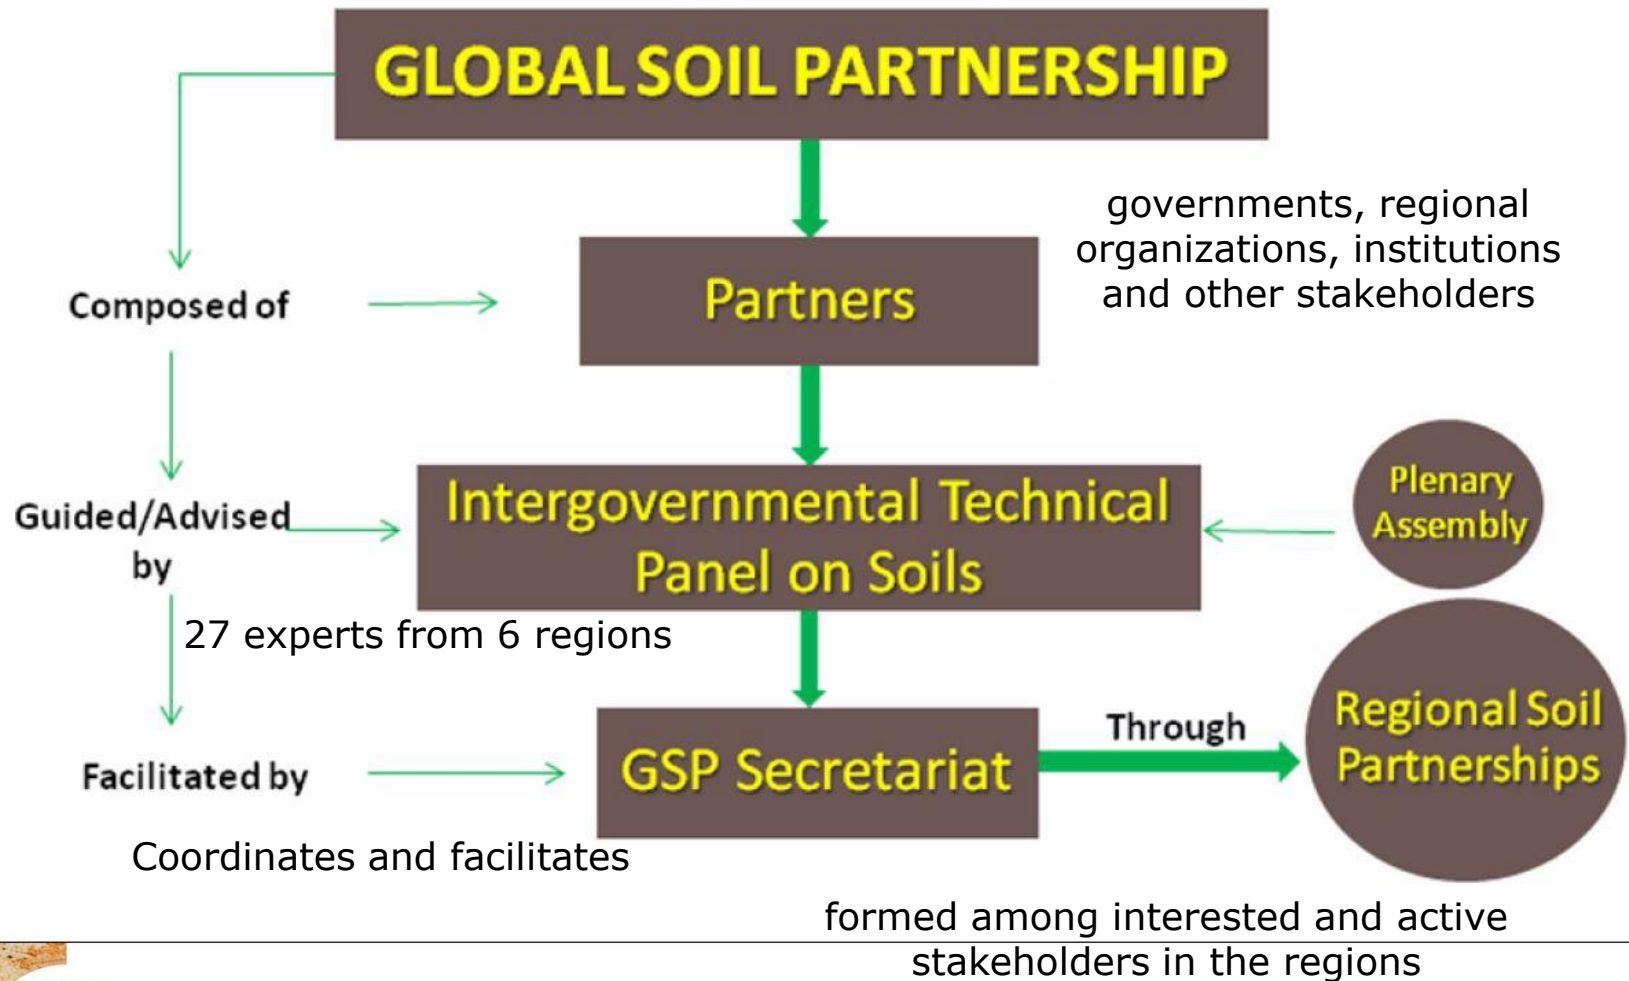 GLOBAL SOIL PARTNERSHIP
governments, regional
organizations, institutions
and other stakeholders
Composed of
Partners
Guided/Advised
by
Intergovernmental Technical
Panel on Soils
Plenary
Assembly
27 experts from 6 regions
Facilitated by
GSP Secretariat
Through
Regional Soil
Partnerships
Coordinates and facilitates
formed among interested and active
stakeholders in the regions